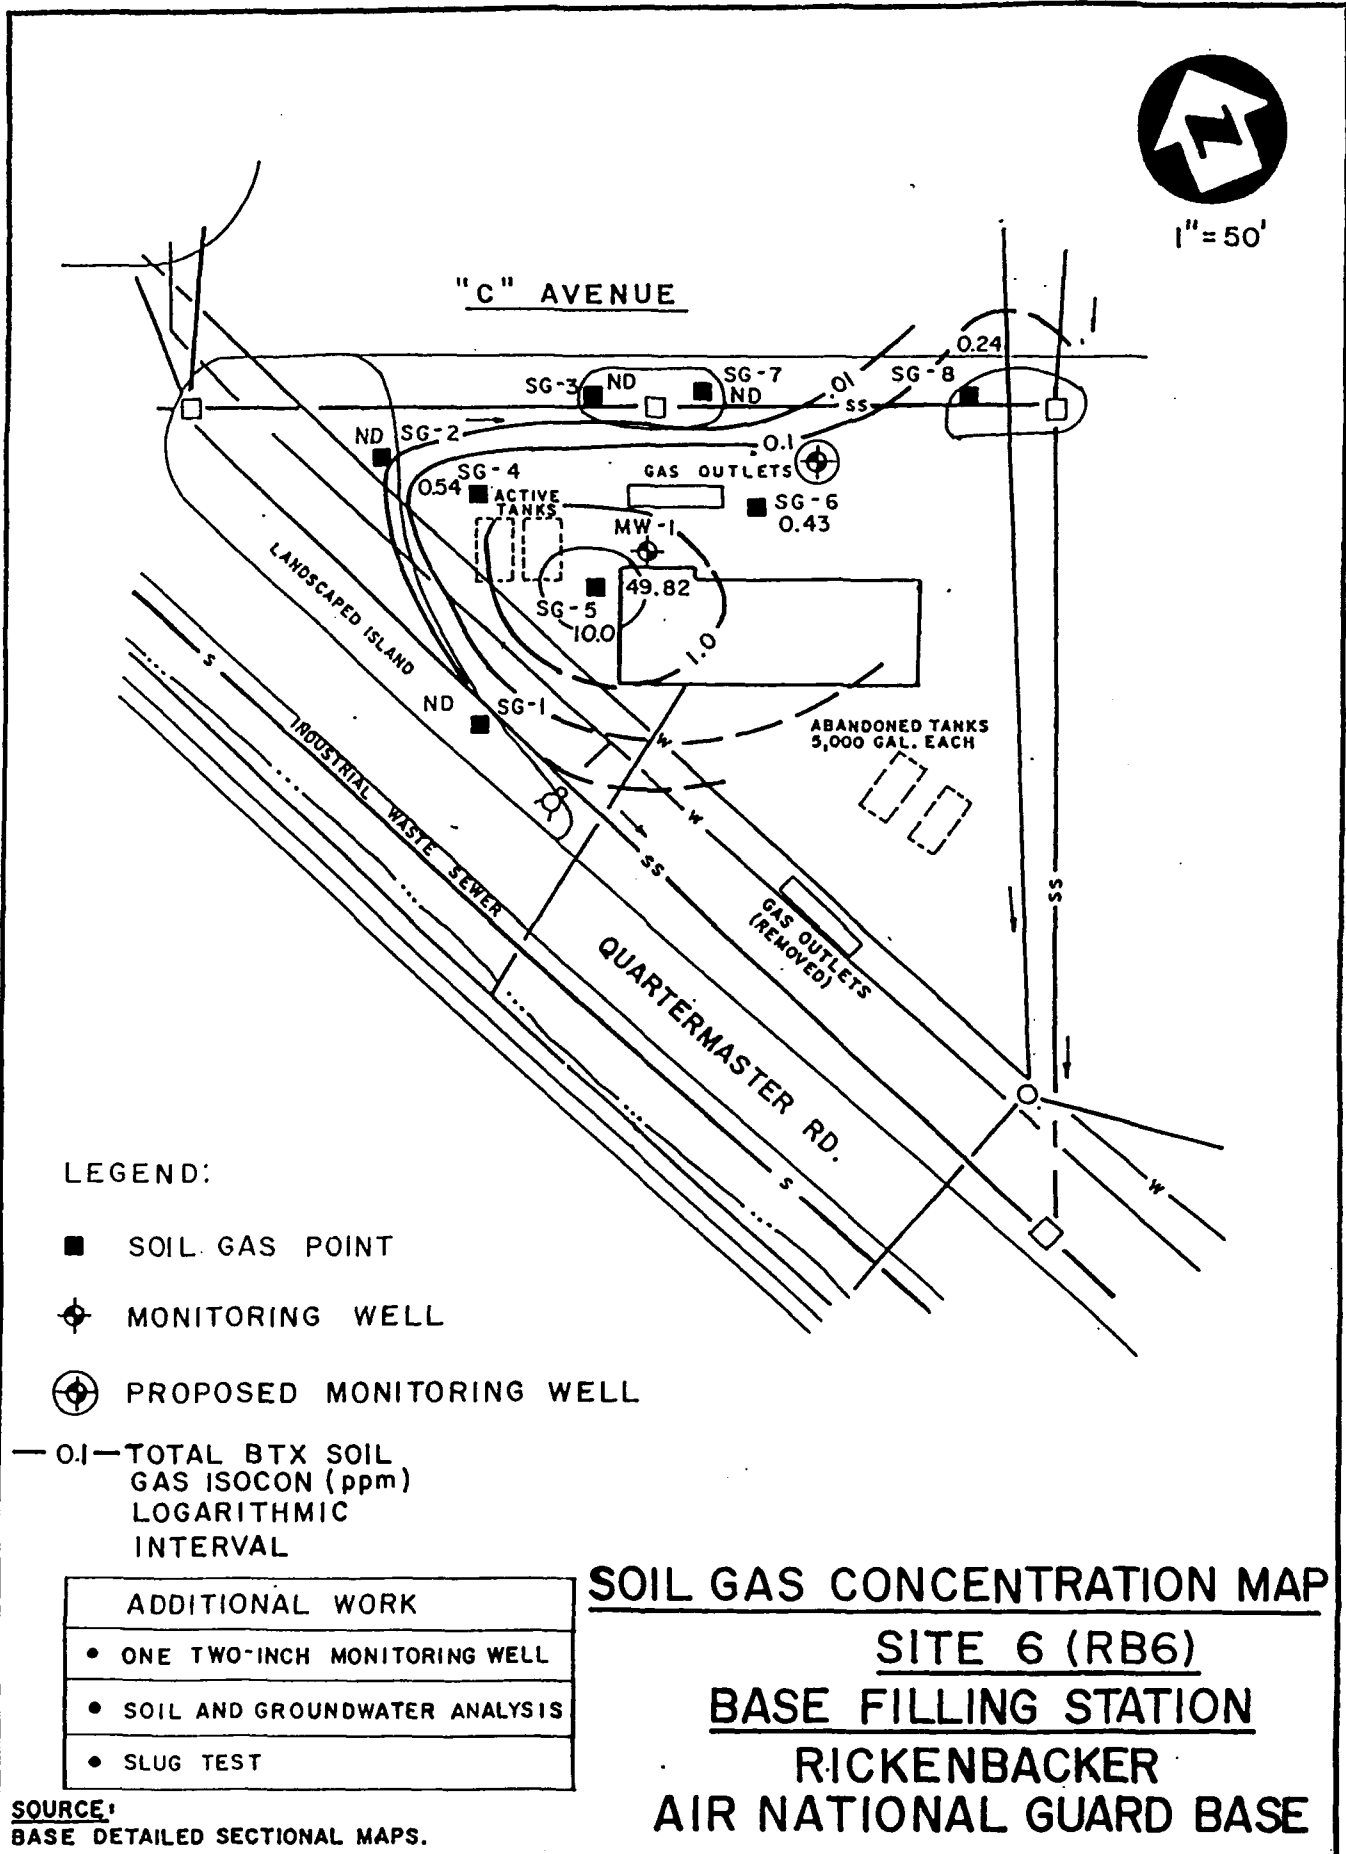 N
1"=50'
"C" AVENUE
0.24
SG-3
ND
SG-7
ND
.01
SG-8
SS
.1
ND
SG-2
0.1
SG-4
GAS OUTLETS
0.54
ACTIVE
TANKS
SG-6
0.43
MW-1
49.82
SG-5
10.0
1.0
LANDSCAPED ISLAND
S
ND
SG-1
W
ABANDONED TANKS
5,000 GAL. EACH
INDUSTRIAL WASTE SEWER
W
SS
SS
GAS OUTLETS
(REMOVED)
QUARTERMASTER RD.
S
W
LEGEND:
SOIL GAS POINT
MONITORING WELL
PROPOSED MONITORING WELL
0.1 TOTAL BTX SOIL
GAS ISOCON (ppm)
LOGARITHMIC
INTERVAL
ADDITIONAL WORK
• ONE TWO-INCH MONITORING WELL
• SOIL AND GROUNDWATER ANALYSIS
• SLUG TEST
SOURCE:
BASE DETAILED SECTIONAL MAPS.
SOIL GAS CONCENTRATION MAP
SITE 6 (RB6)
BASE FILLING STATION
RICKENBACKER
AIR NATIONAL GUARD BASE